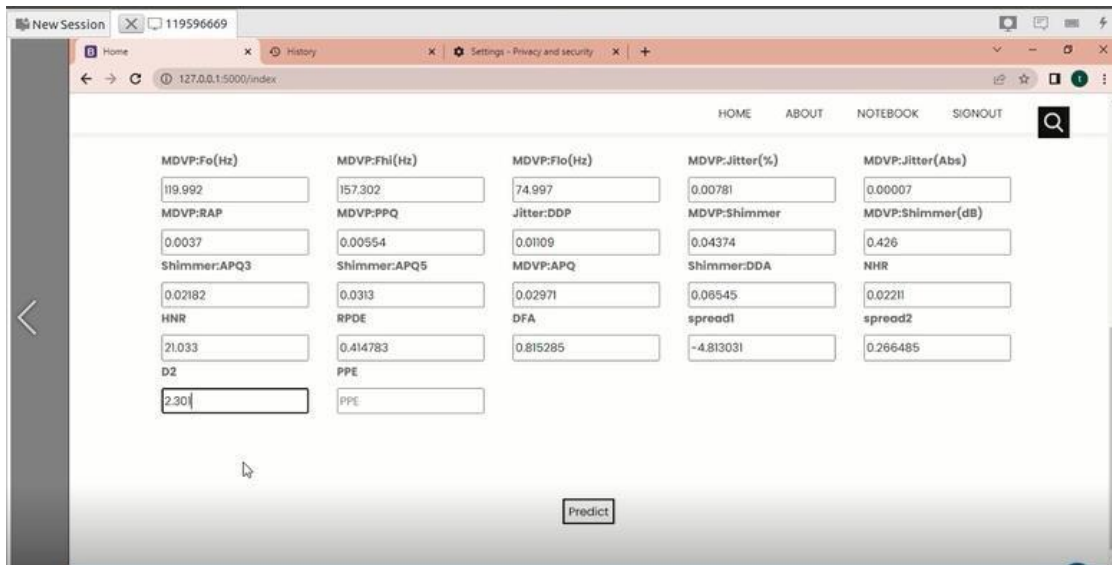 New Session 119596669
Home History Settings - Privacy and security
127.0.0.1:5000/index
HOME ABOUT NOTEBOOK SIGNOUT
MDVP:Fo(Hz) MDVP:Fhi(Hz) MDVP:Flo(Hz) MDVP:Jitter(%) MDVP:Jitter(Abs)
119.992 157.302 74.997 0.00781 0.00007
MDVP:RAP MDVP:PPQ Jitter:DDP MDVP:Shimmer MDVP:Shimmer(dB)
0.0037 0.00554 0.01109 0.04374 0.426
Shimmer:APQ3 Shimmer:APQ5 MDVP:APQ Shimmer:DDA NHR
0.02182 0.0313 0.02971 0.06545 0.02211
HNR RPDE DFA spread1 spread2
21.033 0.414783 0.815285 -4.813031 0.266485
D2 PPE
2.301 PPE
Predict